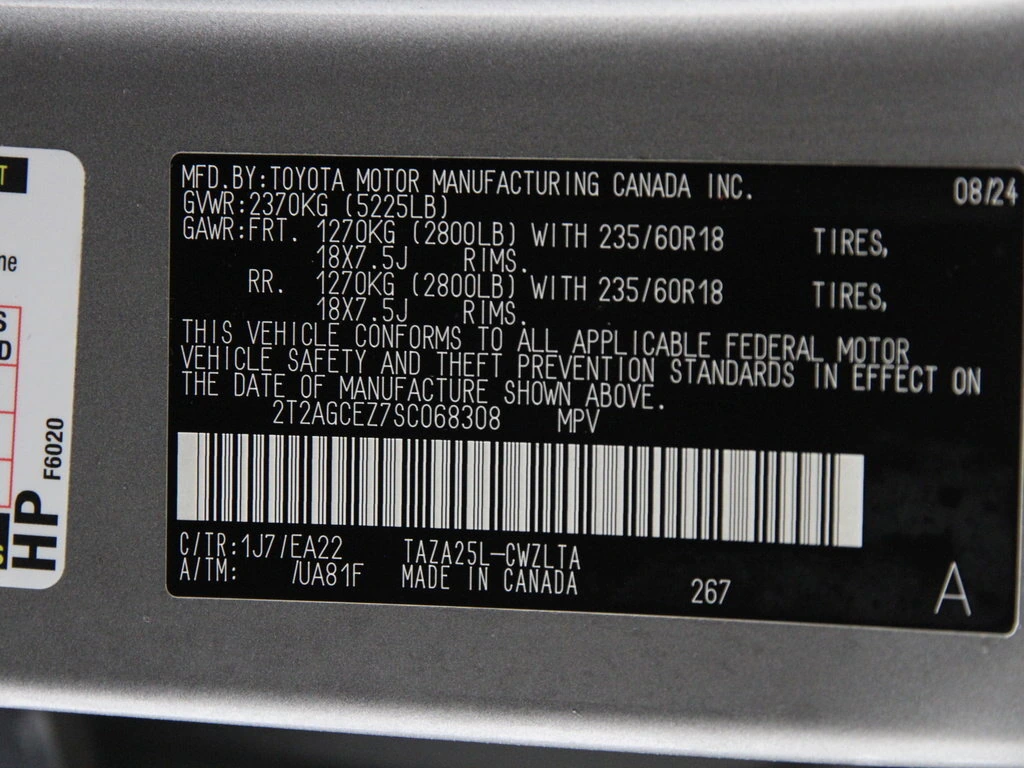 T
ne
S
D
S
HP
F6020
MFD.BY:TOYOTA MOTOR MANUFACTURING CANADA INC. 08/24
GVWR:2370KG (5225LB)
GAWR:FRT. 1270KG (2800LB) WITH 235/60R18 TIRES,
18X7.5J RIMS.
RR. 1270KG (2800LB) WITH 235/60R18 TIRES,
18X7.5J RIMS.
THIS VEHICLE CONFORMS TO ALL APPLICABLE FEDERAL MOTOR
VEHICLE SAFETY AND THEFT PREVENTION STANDARDS IN EFFECT ON
THE DATE OF MANUFACTURE SHOWN ABOVE.
2T2AGCEZ7SC068308 MPV
C/TR:1J7/EA22 TAZA25L-CWZLTA
A/TM: /UA81F MADE IN CANADA 267 A